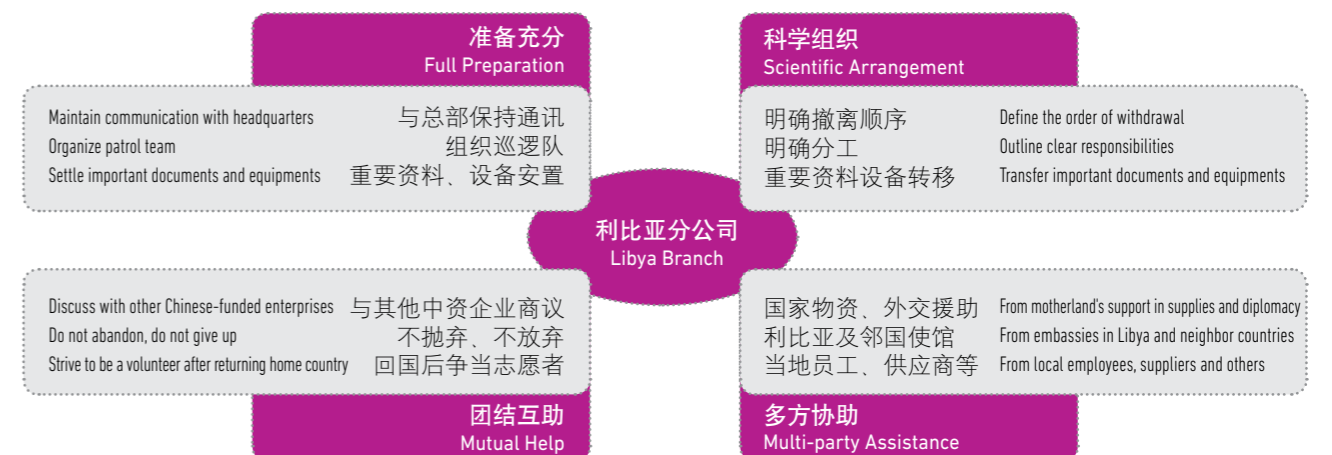 准备充分
Full Preparation
Maintain communication with headquarters 与总部保持通讯
Organize patrol team 组织巡逻队
Settle important documents and equipments 重要资料、设备安置
科学组织
Scientific Arrangement
明确撤离顺序 Define the order of withdrawal
明确分工 Outline clear responsibilities
重要资料设备转移 Transfer important documents and equipments
利比亚分公司
Libya Branch
Discuss with other Chinese-funded enterprises 与其他中资企业商议
Do not abandon, do not give up 不抛弃、不放弃
Strive to be a volunteer after returning home country 回国后争当志愿者
团结互助
Mutual Help
国家物资、外交援助 From motherland's support in supplies and diplomacy
利比亚及邻国使馆 From embassies in Libya and neighbor countries
当地员工、供应商等 From local employees, suppliers and others
多方协助
Multi-party Assistance